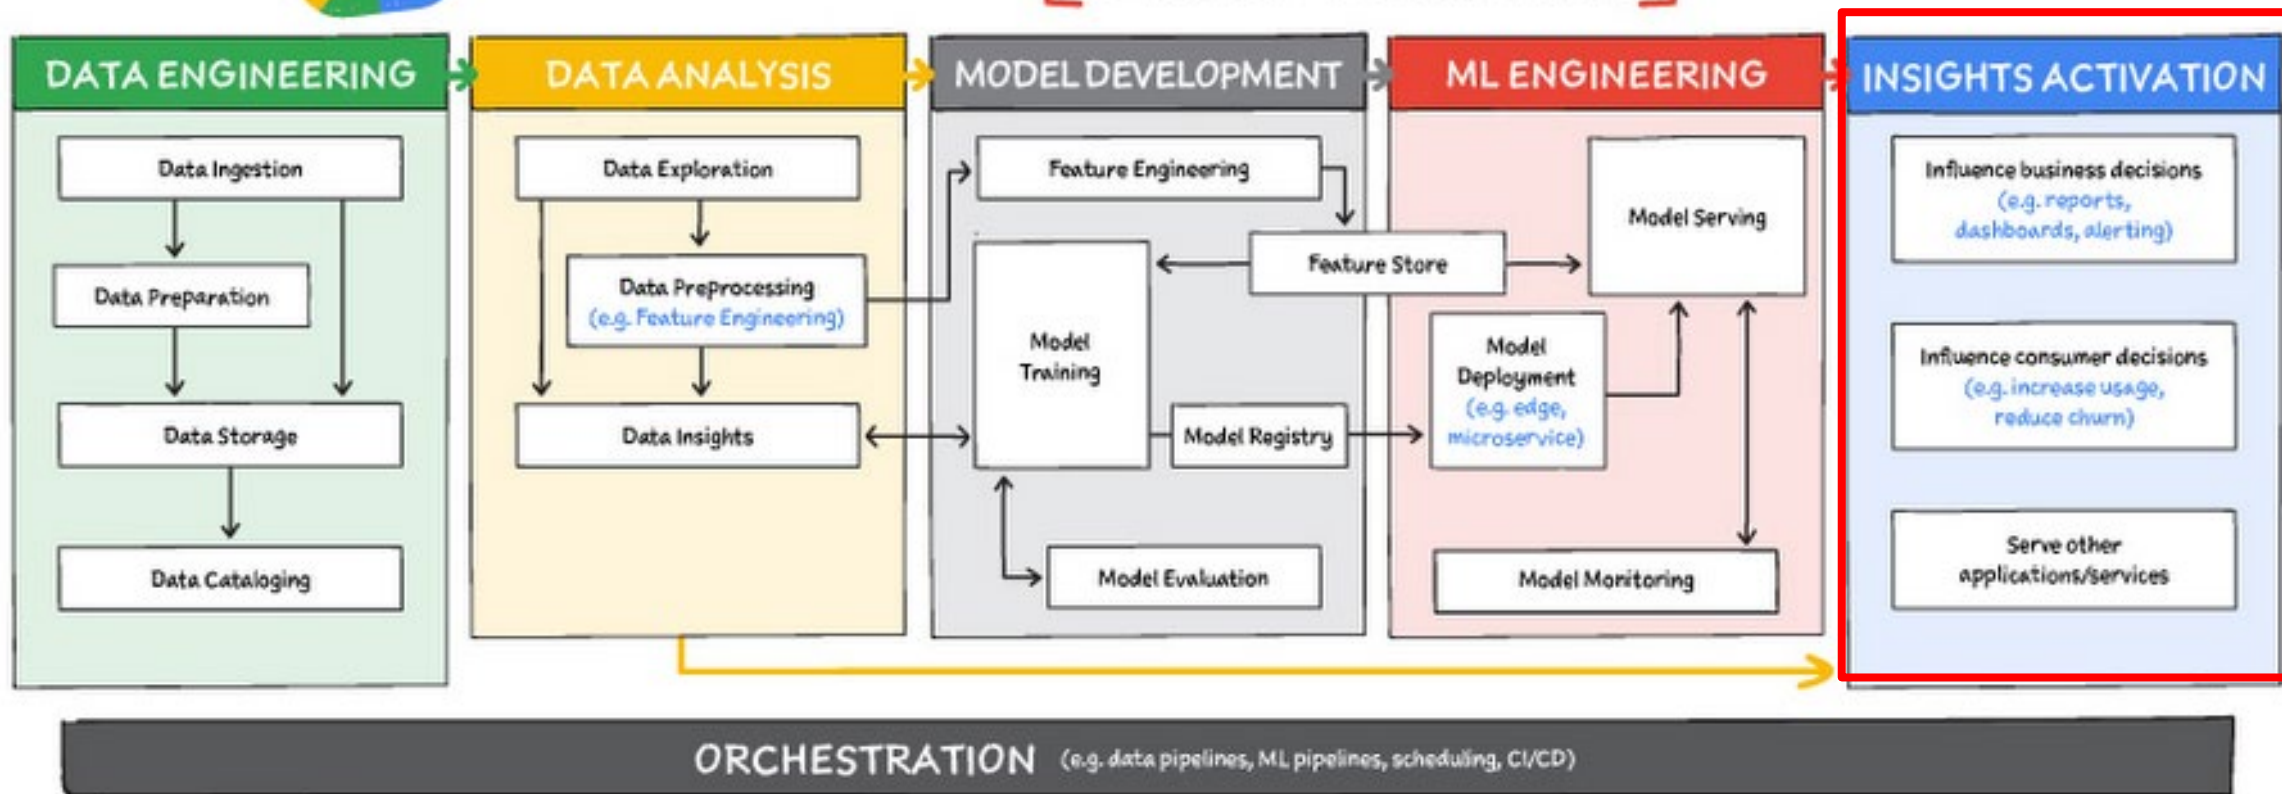 DATA ENGINEERING
Data Ingestion
Data Preparation
Data Storage
Data Cataloging
DATA ANALYSIS
Data Exploration
Data Preprocessing
(e.g. Feature Engineering)
Data Insights
MODEL DEVELOPMENT
Feature Engineering
Feature Store
Model
Training
Model Registry
Model Evaluation
ML ENGINEERING
Model Serving
Model
Deployment
(e.g. edge,
microservice)
Model Monitoring
INSIGHTS ACTIVATION
Influence business decisions
(e.g. reports,
dashboards, alerting)
Influence consumer decisions
(e.g. increase usage,
reduce churn)
Serve other
applications/services
ORCHESTRATION (e.g. data pipelines, ML pipelines, scheduling, CI/CD)